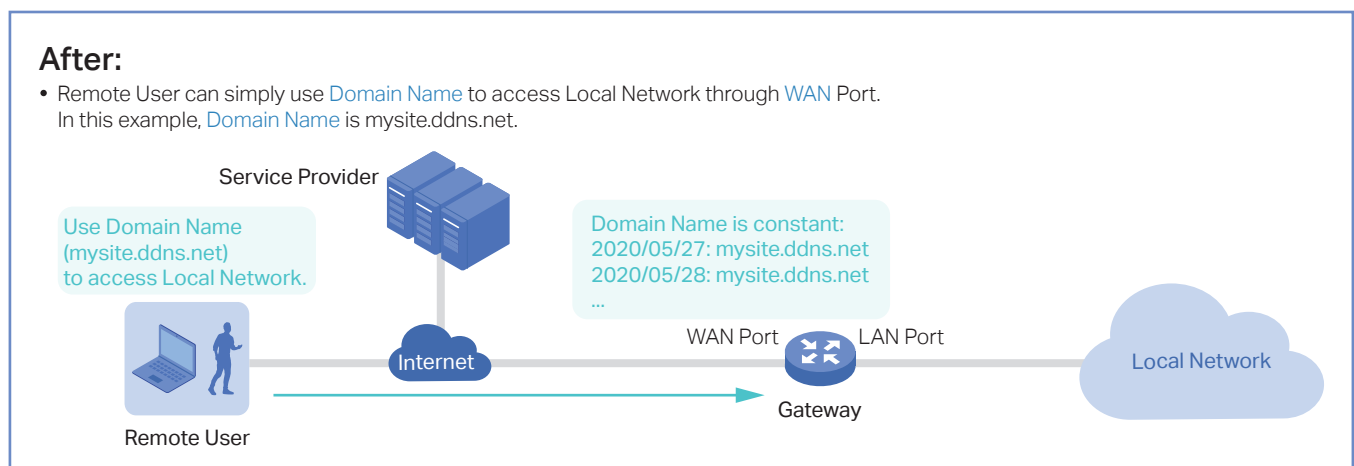 After:
• Remote User can simply use Domain Name to access Local Network through WAN Port.
In this example, Domain Name is mysite.ddns.net.
Service Provider
Use Domain Name
(mysite.ddns.net)
to access Local Network.
Domain Name is constant:
2020/05/27: mysite.ddns.net
2020/05/28: mysite.ddns.net
...
WAN Port
LAN Port
Internet
Local Network
Gateway
Remote User